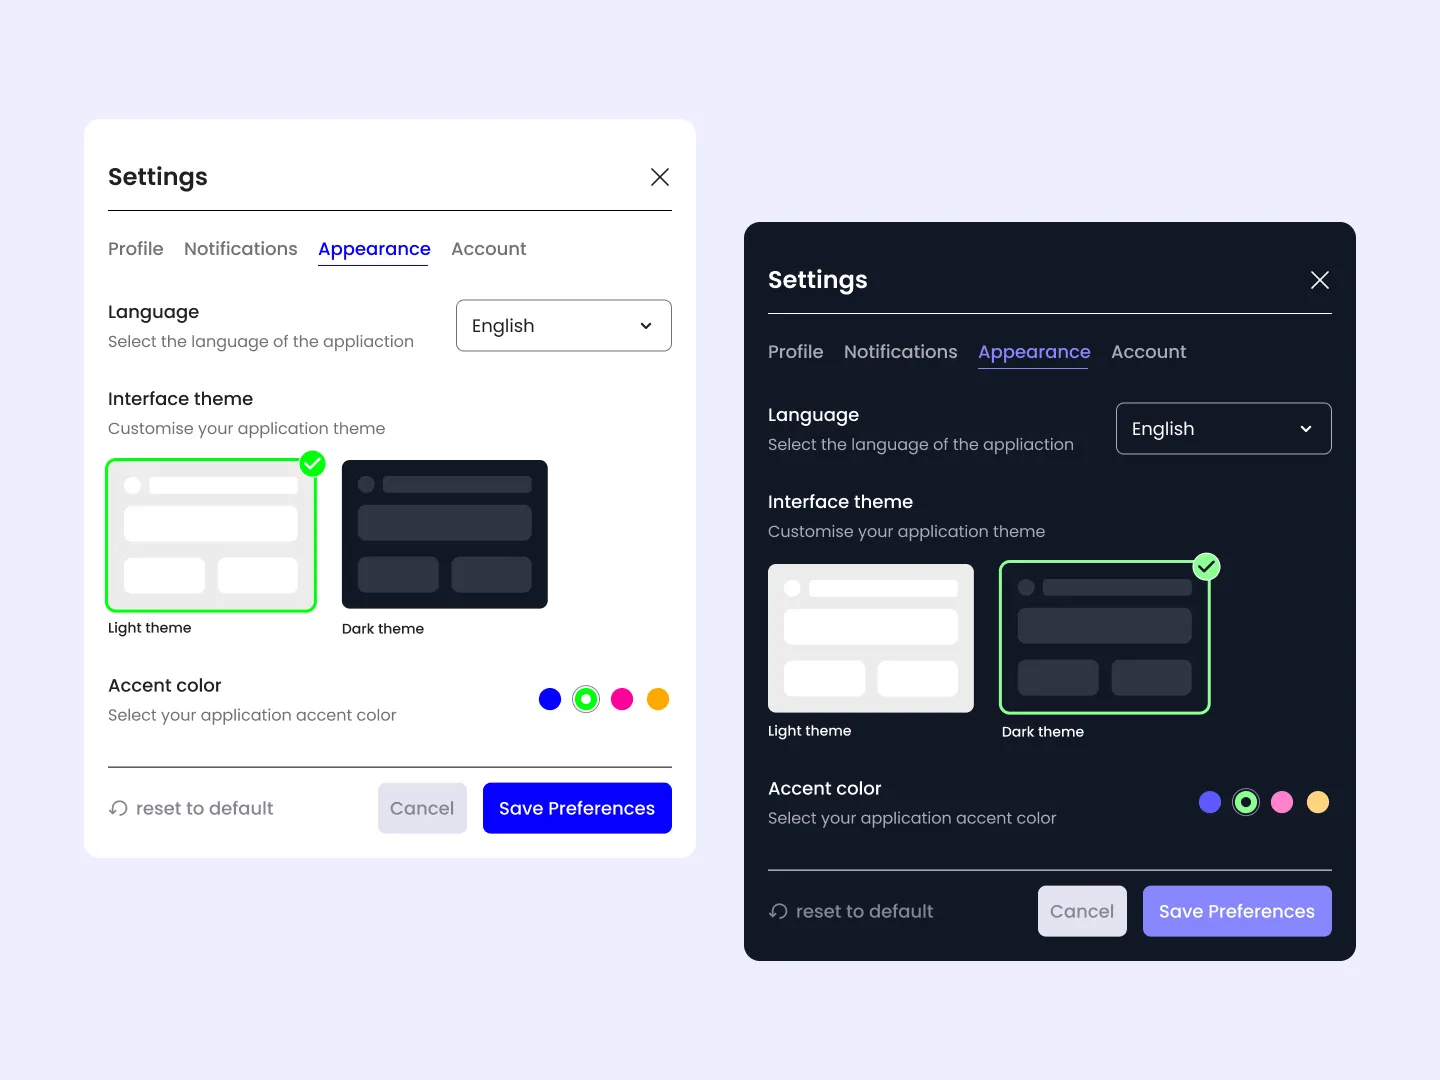 Settings
Profile Notifications Appearance Account
Language
Select the language of the appliaction
English
Interface theme
Customise your application theme
Light theme
Dark theme
Accent color
Select your application accent color
reset to default
Cancel
Save Preferences
Settings
Profile Notifications Appearance Account
Language
Select the language of the appliaction
English
Interface theme
Customise your application theme
Light theme
Dark theme
Accent color
Select your application accent color
reset to default
Cancel
Save Preferences